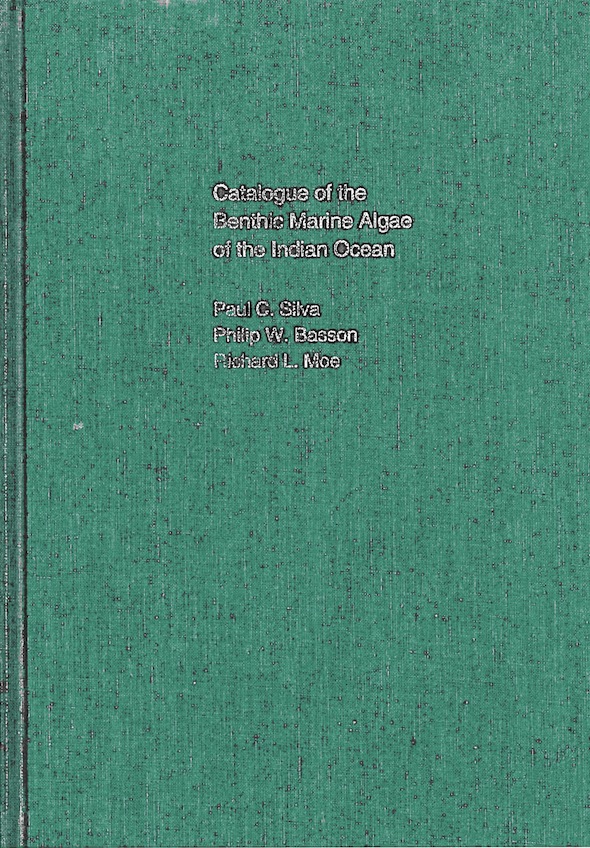 Catalogue of the
Benthic Marine Algae
of the Indian Ocean
Paul C. Silva
Philip W. Basson
Richard L. Moe